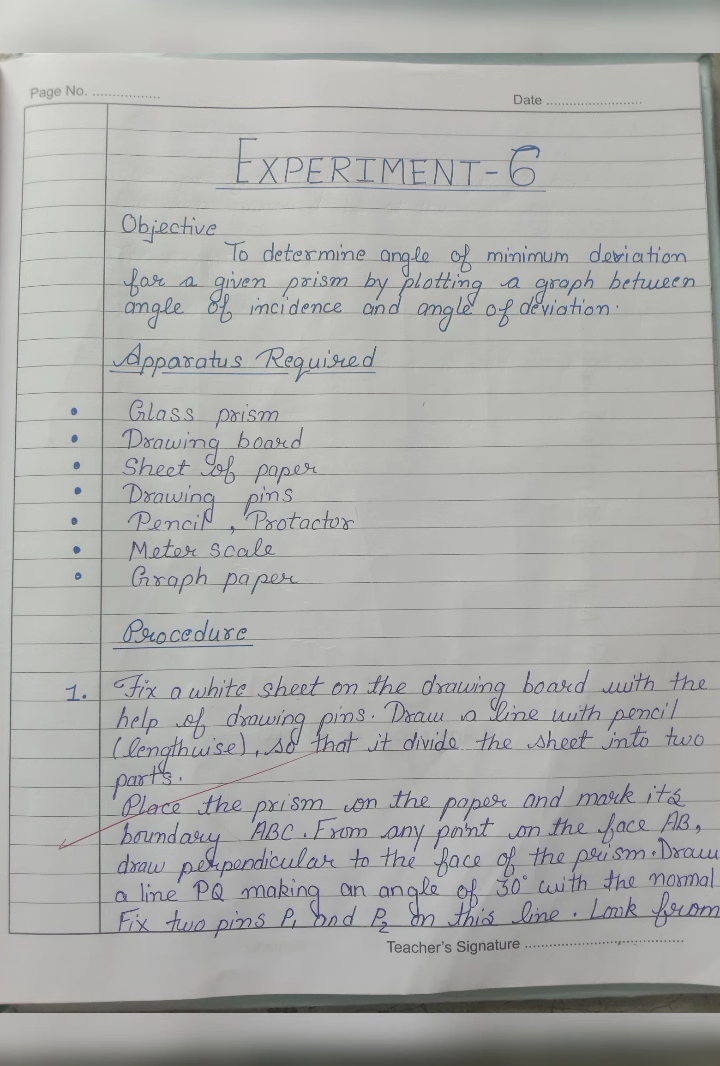 Page No. ................
Date ........................
EXPERIMENT-6
Objective
To determine angle of minimum deviation
for a given prism by plotting a graph between
angle of incidence and angle of deviation.
Apparatus Required
• Glass prism
• Drawing board
• Sheet of paper
• Drawing pins
• Pencil, Protactor
• Meter scale
• Graph paper
Procedure
1. Fix a white sheet on the drawing board with the
help of drawing pins. Draw a line with pencil
(lengthwise), so that it divide the sheet into two
parts.
Place the prism on the paper and mark its
boundary ABC. From any point on the face AB,
draw perpendicular to the face of the prism. Draw
a line PQ making an angle of 30° with the normal
Fix two pins P₁ and P₂ on this line. Look from
Teacher's Signature ........................................